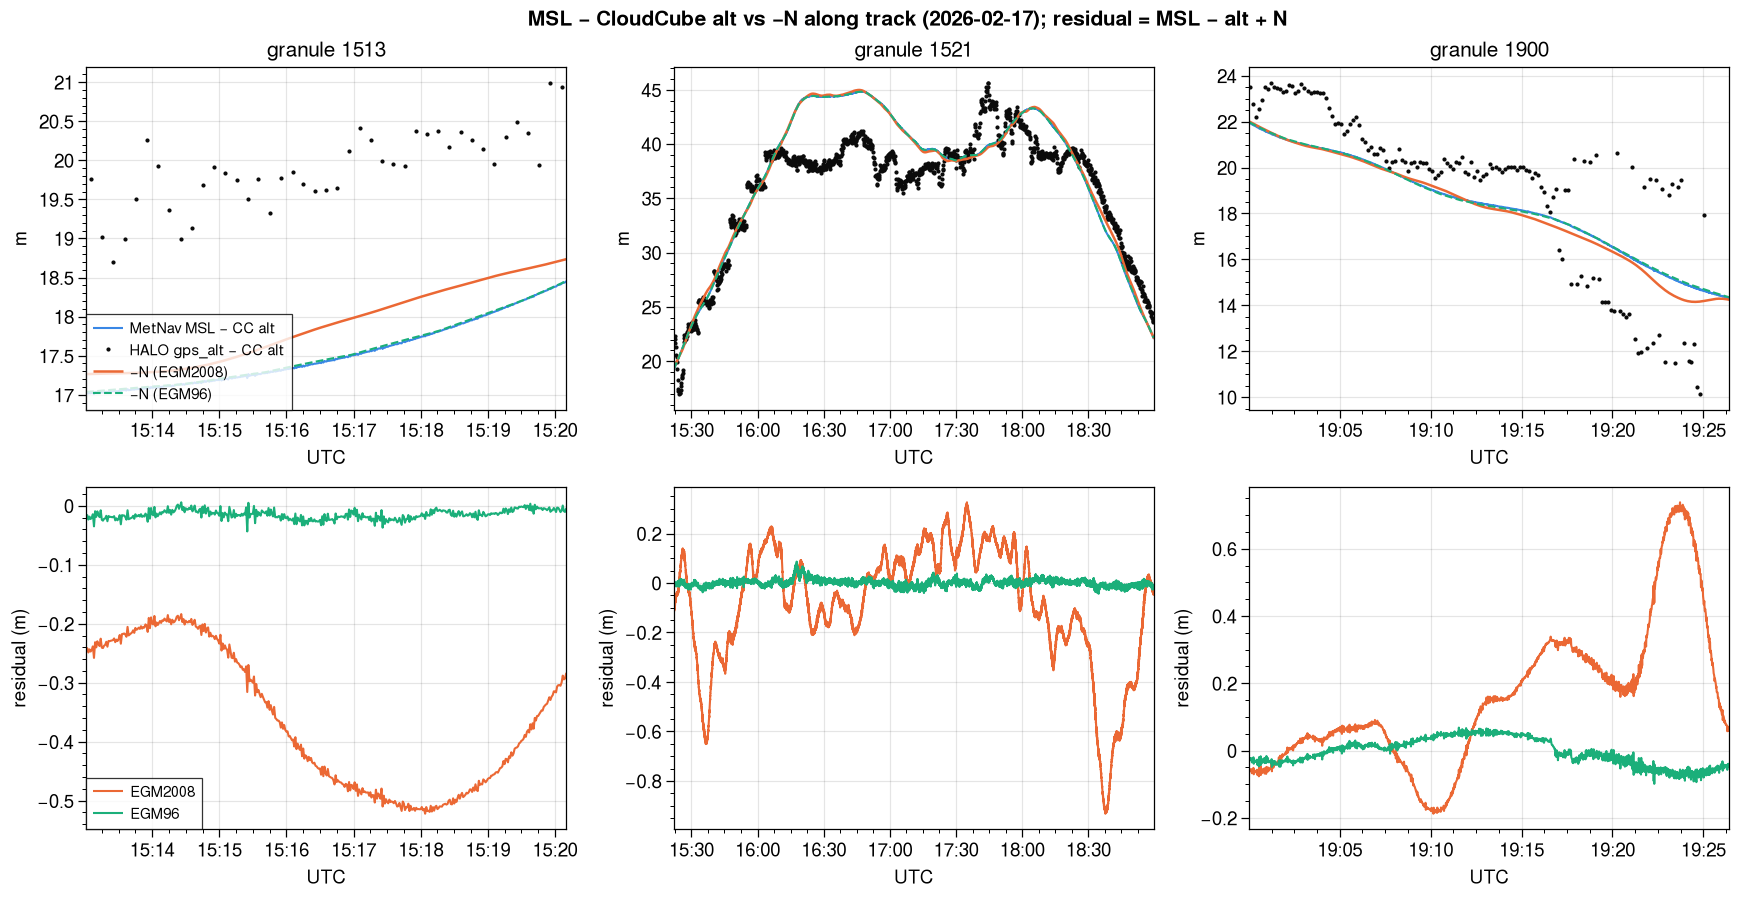 MSL − CloudCube alt vs −N along track (2026-02-17); residual = MSL − alt + N
granule 1513
21
20.5
20
19.5
19
18.5
18
17.5
17
m
MetNav MSL − CC alt
HALO gps_alt − CC alt
−N (EGM2008)
−N (EGM96)
15:14 15:15 15:16 15:17 15:18 15:19 15:20
UTC
granule 1521
45
40
35
30
25
20
m
15:30 16:00 16:30 17:00 17:30 18:00 18:30
UTC
granule 1900
24
22
20
18
16
14
12
10
m
19:05 19:10 19:15 19:20 19:25
UTC
0
−0.1
−0.2
−0.3
−0.4
−0.5
residual (m)
EGM2008
EGM96
15:14 15:15 15:16 15:17 15:18 15:19 15:20
UTC
0.2
0
−0.2
−0.4
−0.6
−0.8
residual (m)
15:30 16:00 16:30 17:00 17:30 18:00 18:30
UTC
0.6
0.4
0.2
0
−0.2
residual (m)
19:05 19:10 19:15 19:20 19:25
UTC